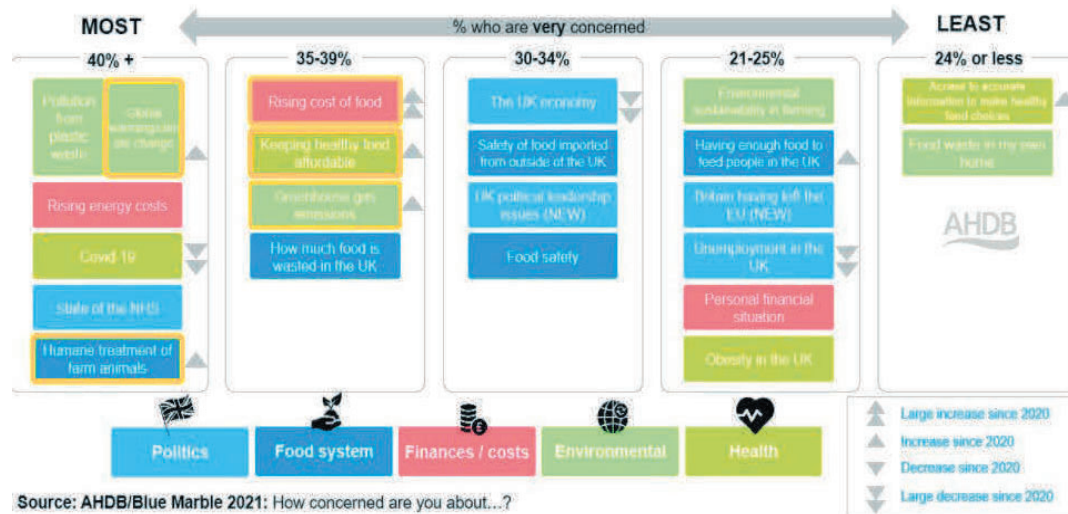 MOST
% who are very concerned
LEAST
40% +
35-39%
30-34%
21-25%
24% or less
Pollution
from
plastic
waste
Global
warming/clim
ate change
Rising energy costs
Covid 19
State of the NHS
Humane treatment of
farm animals
Rising cost of food
Keeping healthy food
affordable
Greenhouse gas
emissions
How much food is
wasted in the UK
The UK economy
Safety of food imported
from outside of the UK
UK political leadership
issues (NEW)
Food safety
Environmental
sustainability in farming
Having enough food to
feed people in the UK
Britain having left the
EU (NEW)
Unemployment in the
UK
Personal financial
situation
Obesity in the UK
Access to accurate
information to make healthy
food choices
Food waste in my own
home
AHDB
Politics
Food system
Finances / costs
Environmental
Health
Large increase since 2020
Increase since 2020
Decrease since 2020
Large decrease since 2020
Source: AHDB/Blue Marble 2021: How concerned are you about…?